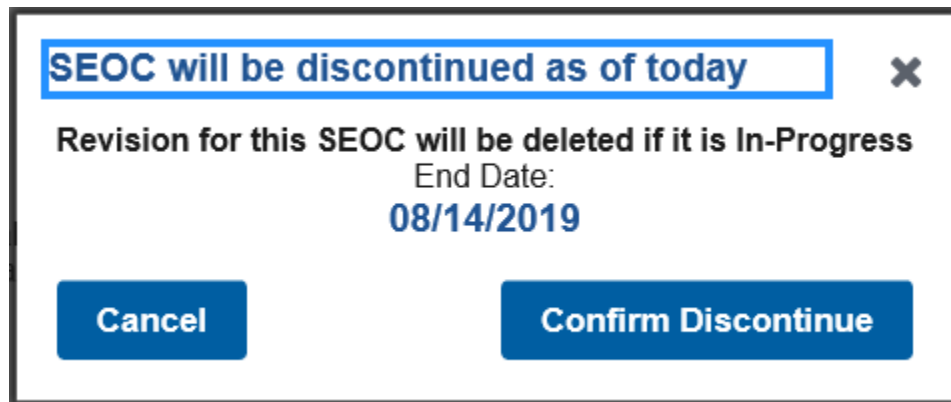 SEOC will be discontinued as of today
Revision for this SEOC will be deleted if it is In-Progress
End Date:
08/14/2019
Cancel
Confirm Discontinue